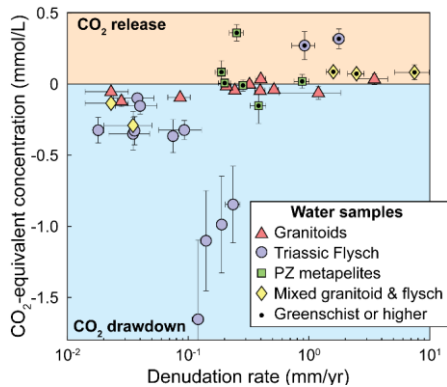 CO₂ release
0.5
0
-0.5
-1.0
-1.5
CO₂-equivalent concentration (mmol/L)
Water samples
Granitoids
Triassic Flysch
PZ metapelites
Mixed granitoid & flysch
Greenschist or higher
CO₂ drawdown
10⁻² 10⁻¹ 10⁰ 10¹
Denudation rate (mm/yr)